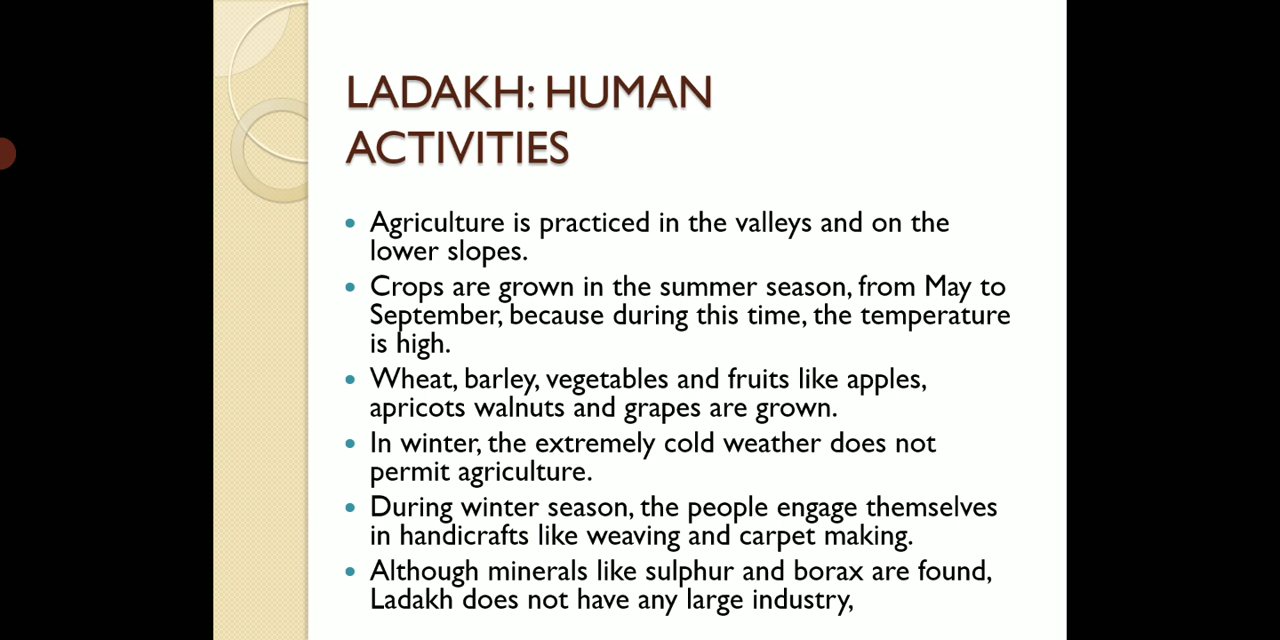 LADAKH: HUMAN
ACTIVITIES
• Agriculture is practiced in the valleys and on the
lower slopes.
• Crops are grown in the summer season, from May to
September, because during this time, the temperature
is high.
• Wheat, barley, vegetables and fruits like apples,
apricots walnuts and grapes are grown.
• In winter, the extremely cold weather does not
permit agriculture.
• During winter season, the people engage themselves
in handicrafts like weaving and carpet making.
• Although minerals like sulphur and borax are found,
Ladakh does not have any large industry,